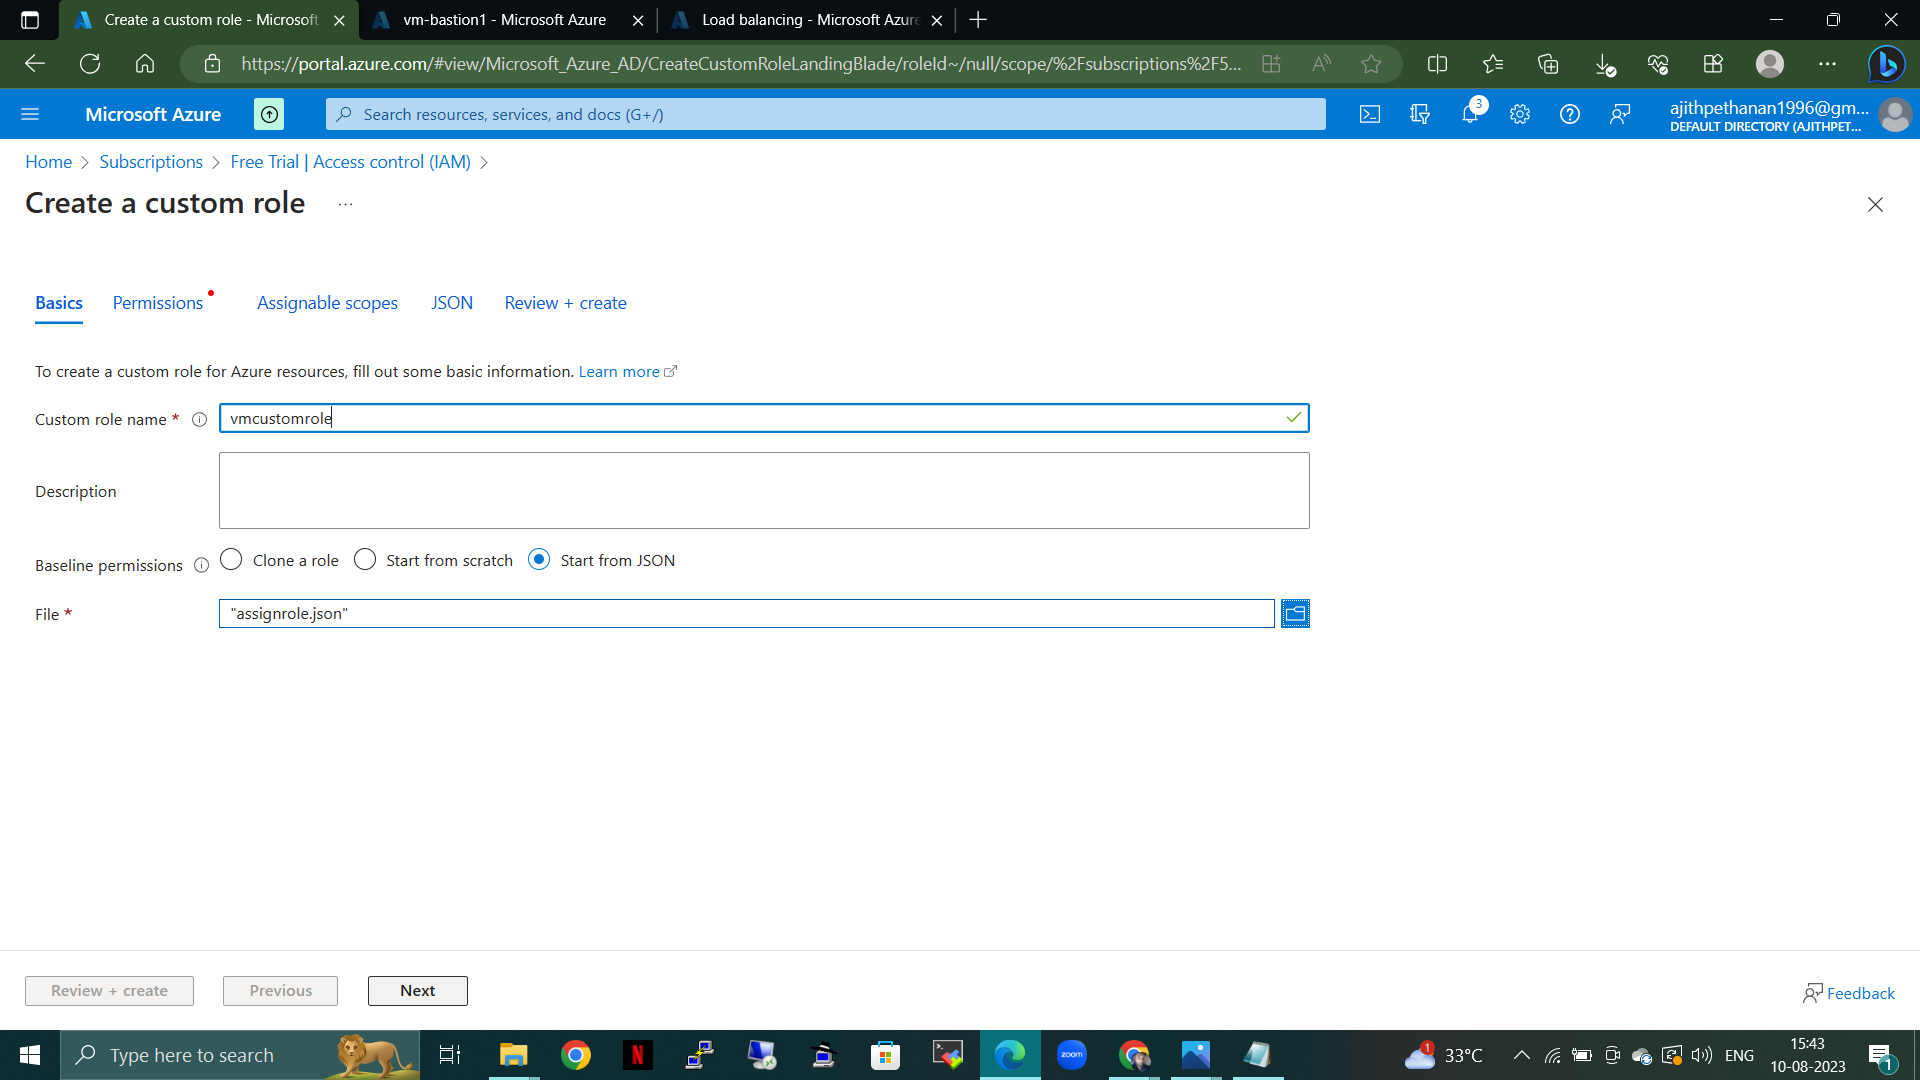 Create a custom role - Microsoft
vm-bastion1 - Microsoft Azure
Load balancing - Microsoft Azure
https://portal.azure.com/#view/Microsoft_Azure_AD/CreateCustomRoleLandingBlade/roleId~/null/scope/%2Fsubscriptions%2F5...
Microsoft Azure
Search resources, services, and docs (G+/)
3
ajithpethanan1996@gm...
DEFAULT DIRECTORY (AJITHPET...
Home > Subscriptions > Free Trial | Access control (IAM) >
Create a custom role ...
Basics Permissions Assignable scopes JSON Review + create
To create a custom role for Azure resources, fill out some basic information. Learn more
Custom role name * vmcustomrole
Description
Baseline permissions Clone a role Start from scratch Start from JSON
File * "assignrole.json"
Review + create Previous Next
Feedback
Type here to search
N
zoom
1
33°C
ENG
15:43
10-08-2023
1